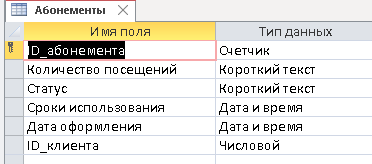 Абонементы
Имя поля Тип данных
ID_абонемента Счетчик
Количество посещений Короткий текст
Статус Короткий текст
Сроки использования Дата и время
Дата оформления Дата и время
ID_клиента Числовой